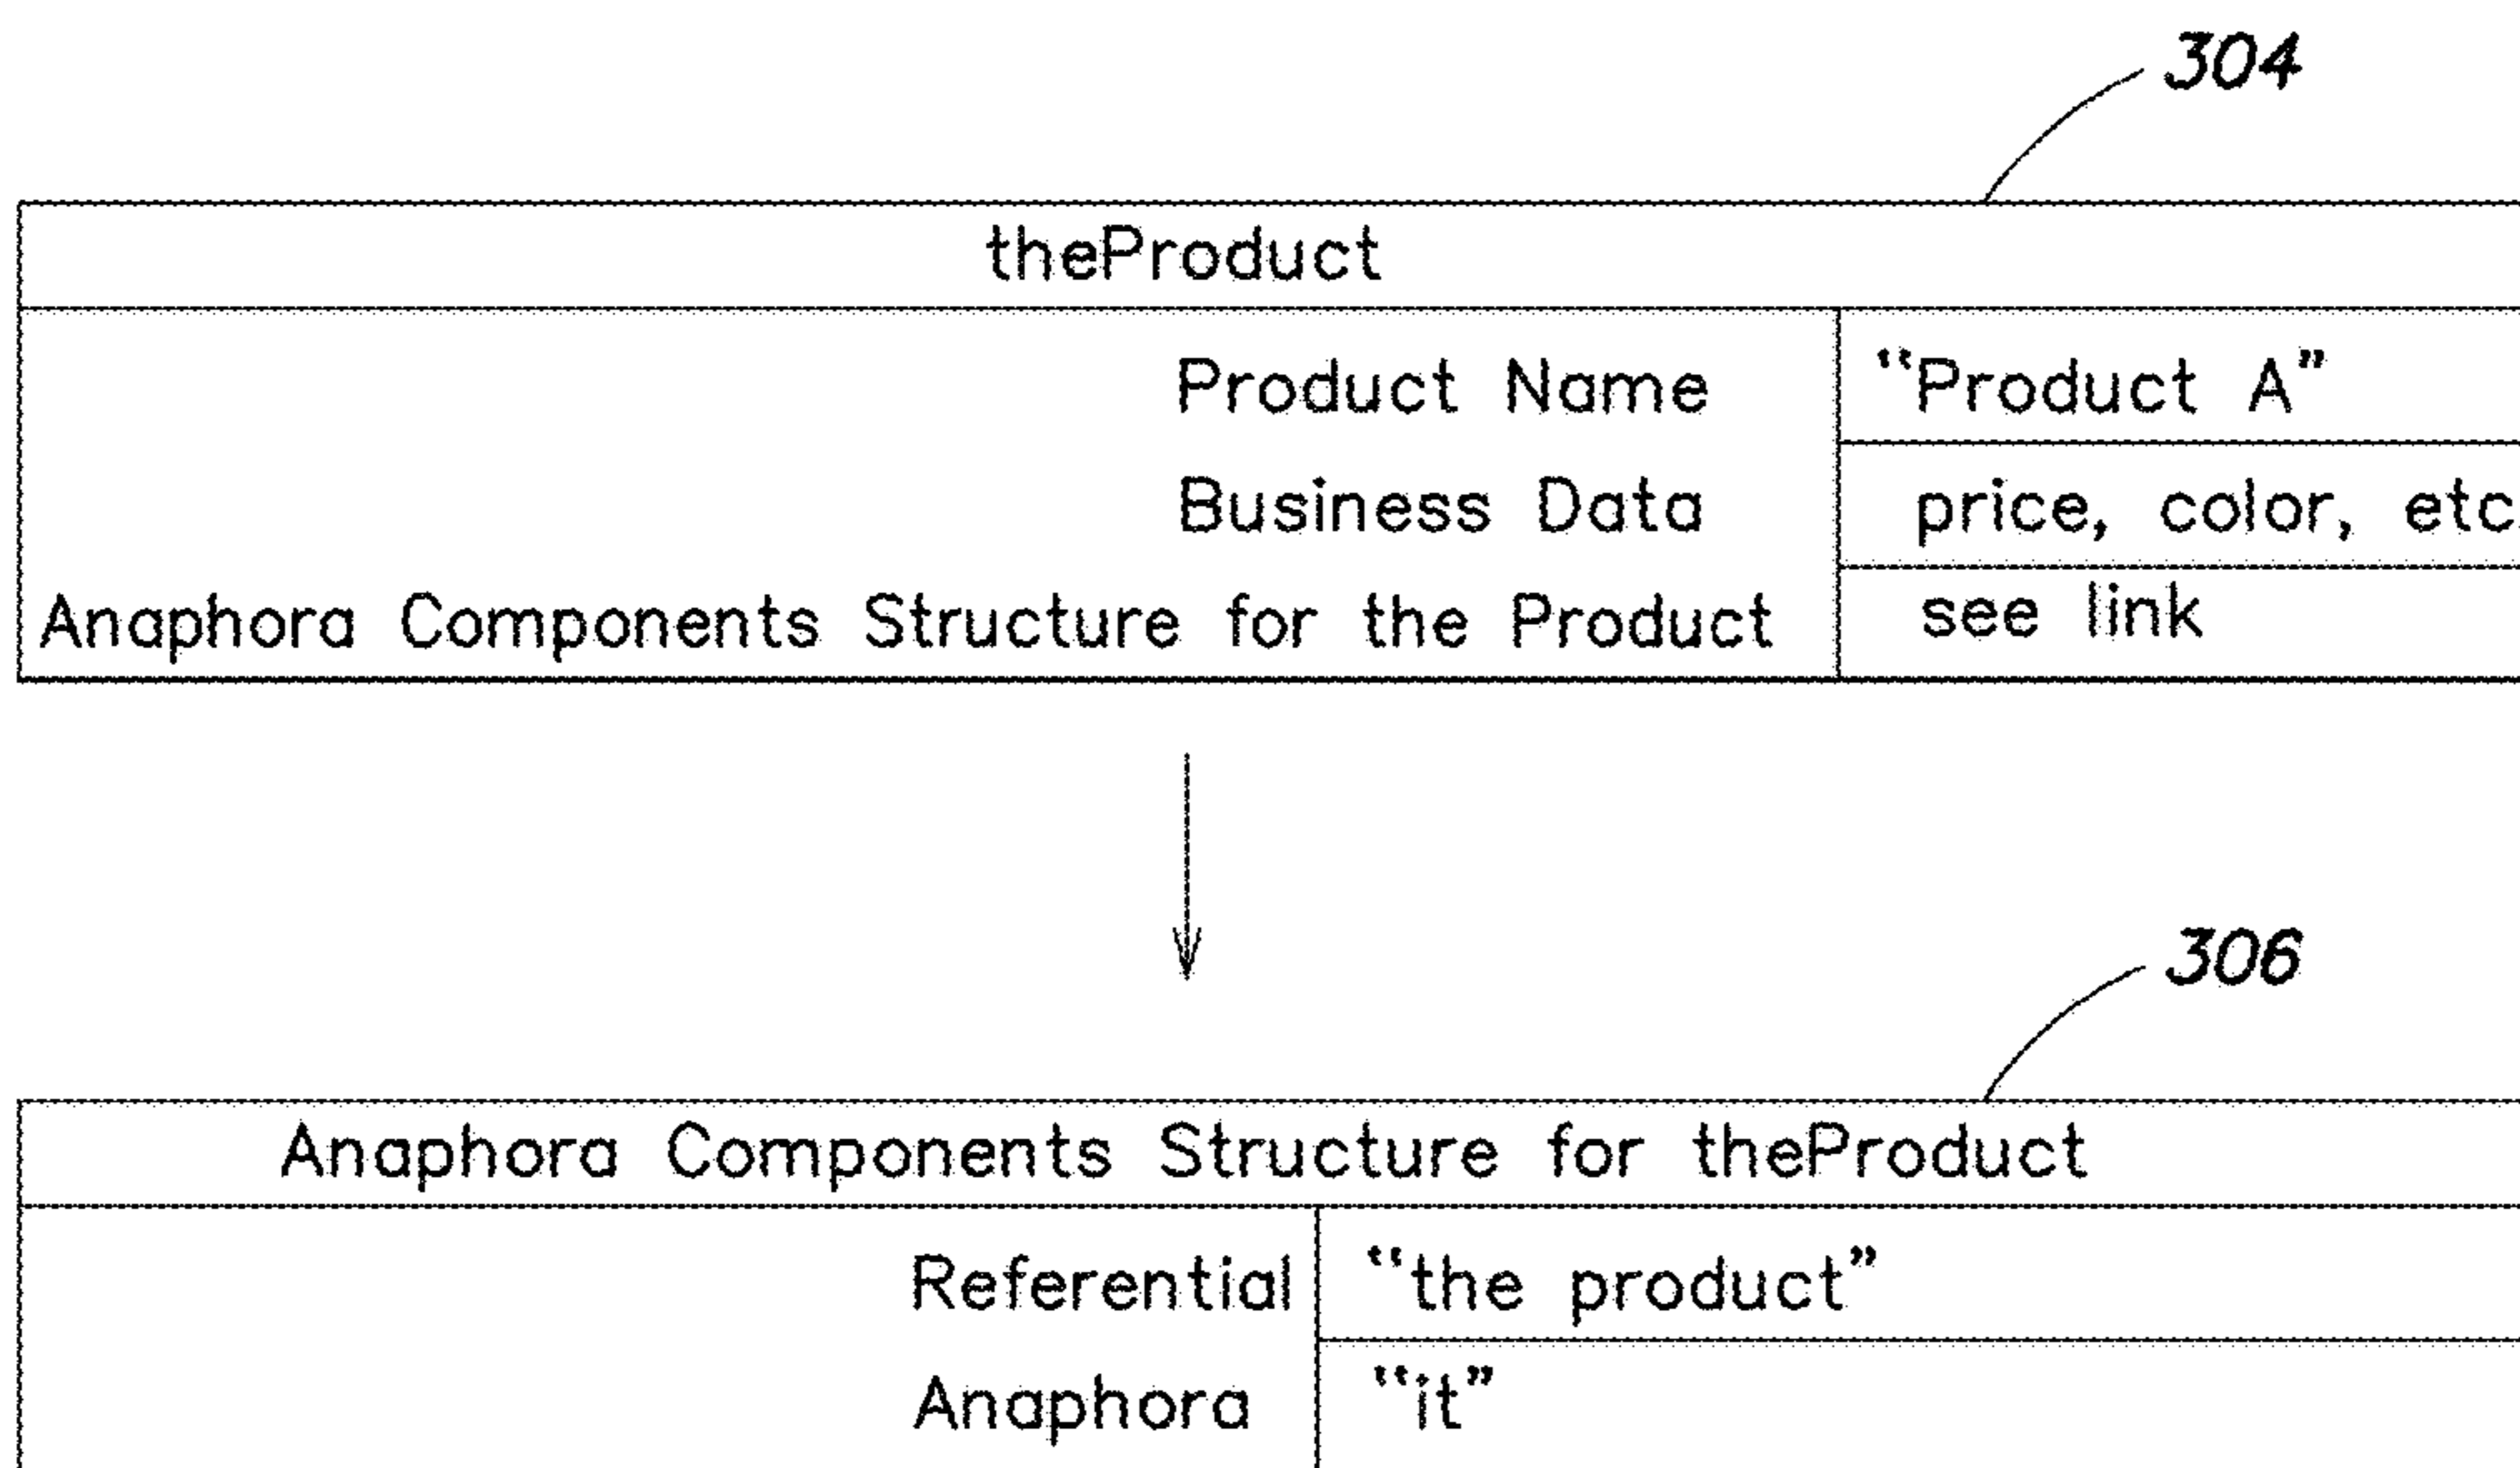 304
theProduct
Product Name “Product A”
Business Data price, color, etc.
Anaphora Components Structure for the Product see link
306
Anaphora Components Structure for theProduct
Referential “the product”
Anaphora “it”